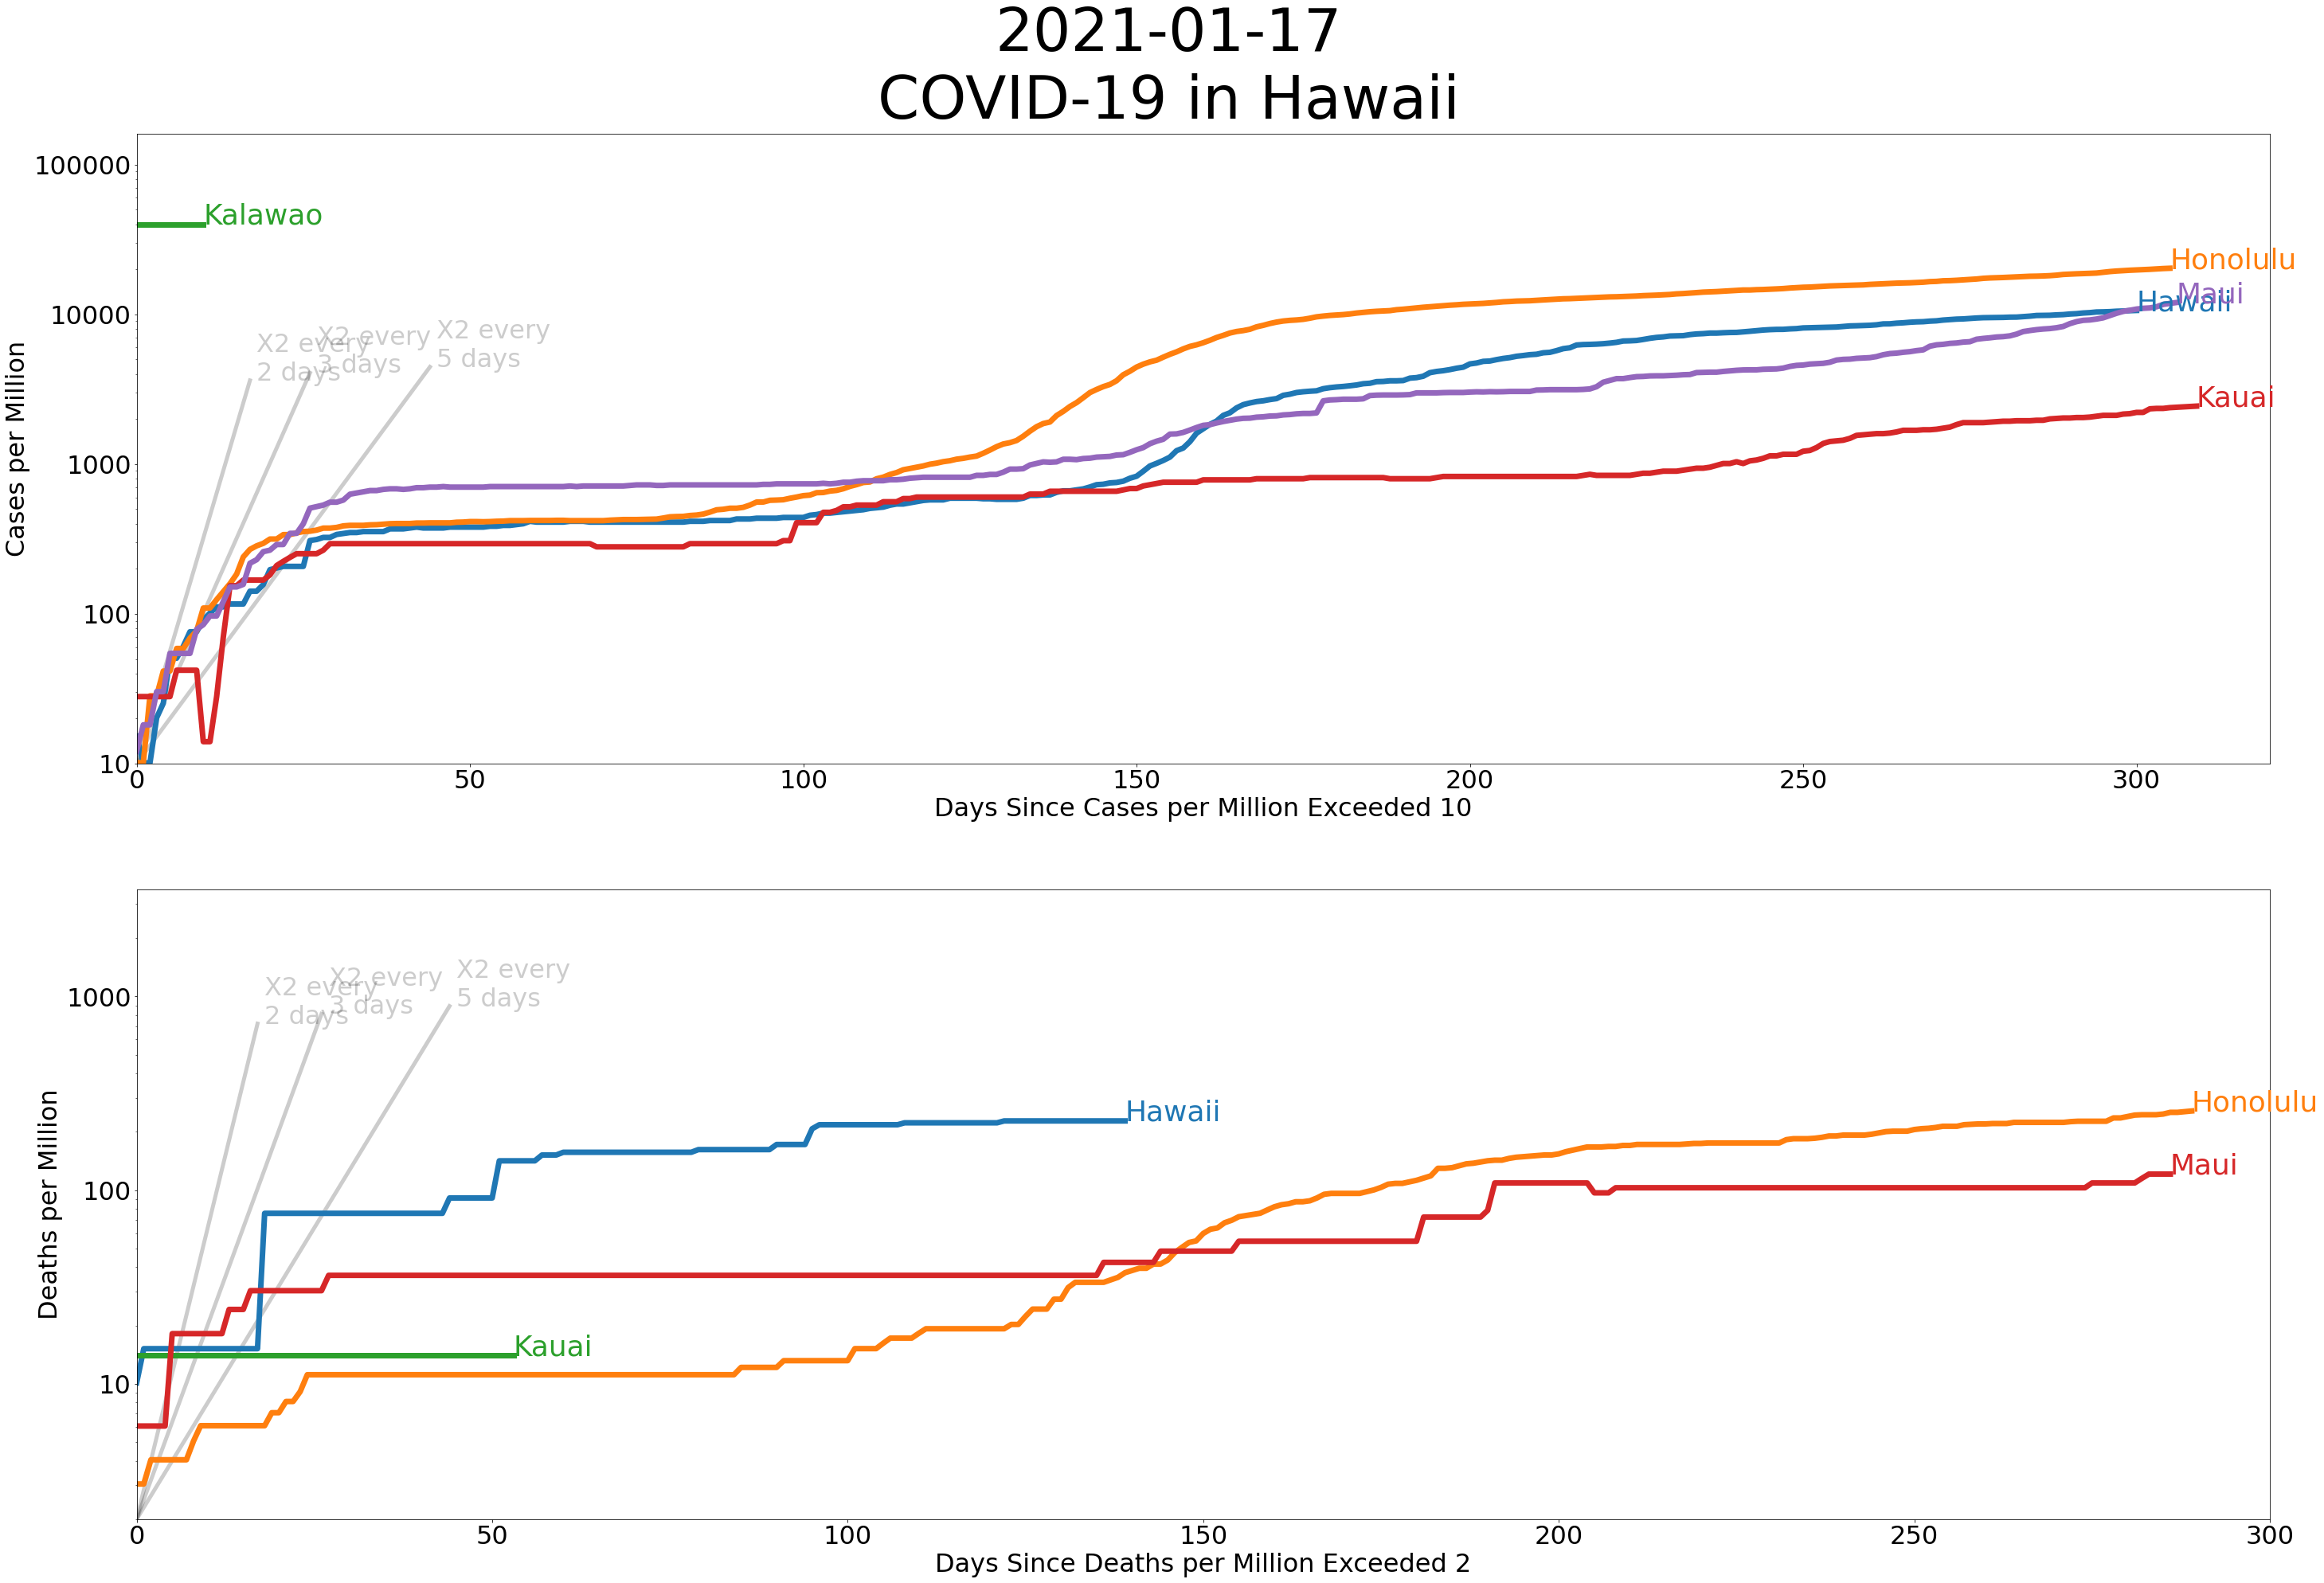 2021-01-17
COVID-19 in Hawaii
Cases per Million
100000
10000
1000
100
10
Kalawao
Honolulu
Maui
Hawaii
Kauai
X2 every
2 days
X2 every
3 days
X2 every
5 days
0 50 100 150 200 250 300
Days Since Cases per Million Exceeded 10
Deaths per Million
1000
100
10
X2 every
2 days
X2 every
3 days
X2 every
5 days
Hawaii
Honolulu
Maui
Kauai
0 50 100 150 200 250 300
Days Since Deaths per Million Exceeded 2